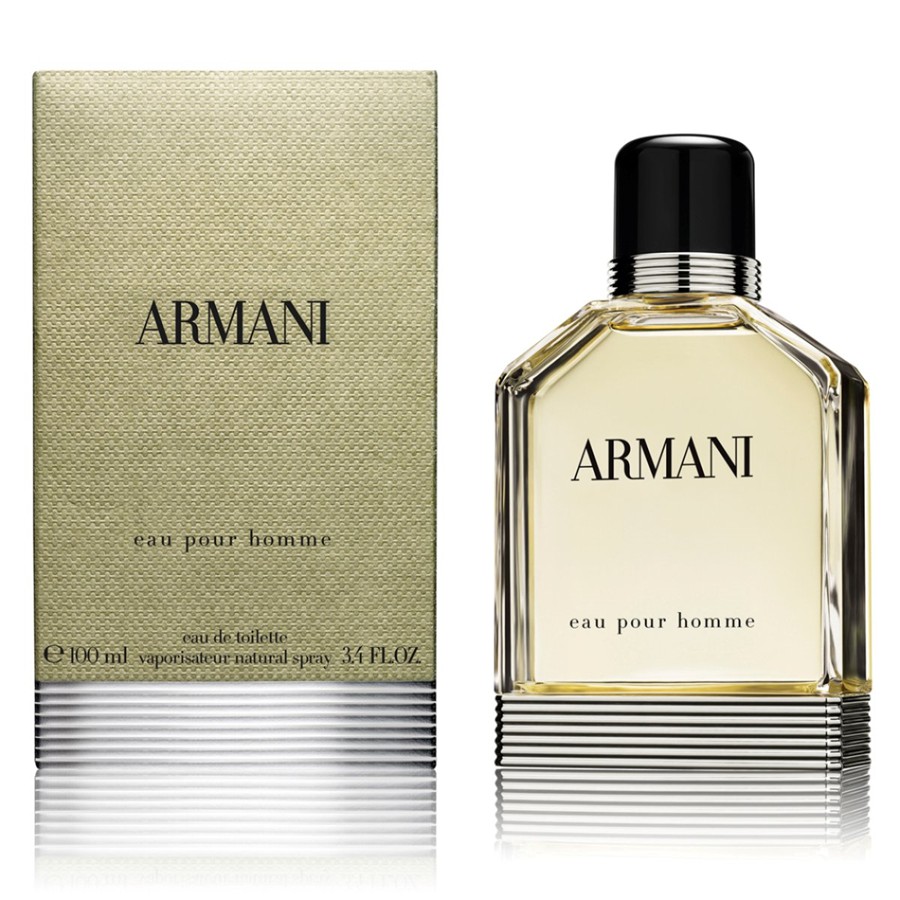 ARMANI
eau pour homme
eau de toilette
℮ 100 ml vaporisateur natural spray 3.4 FL.OZ.
ARMANI
eau pour homme